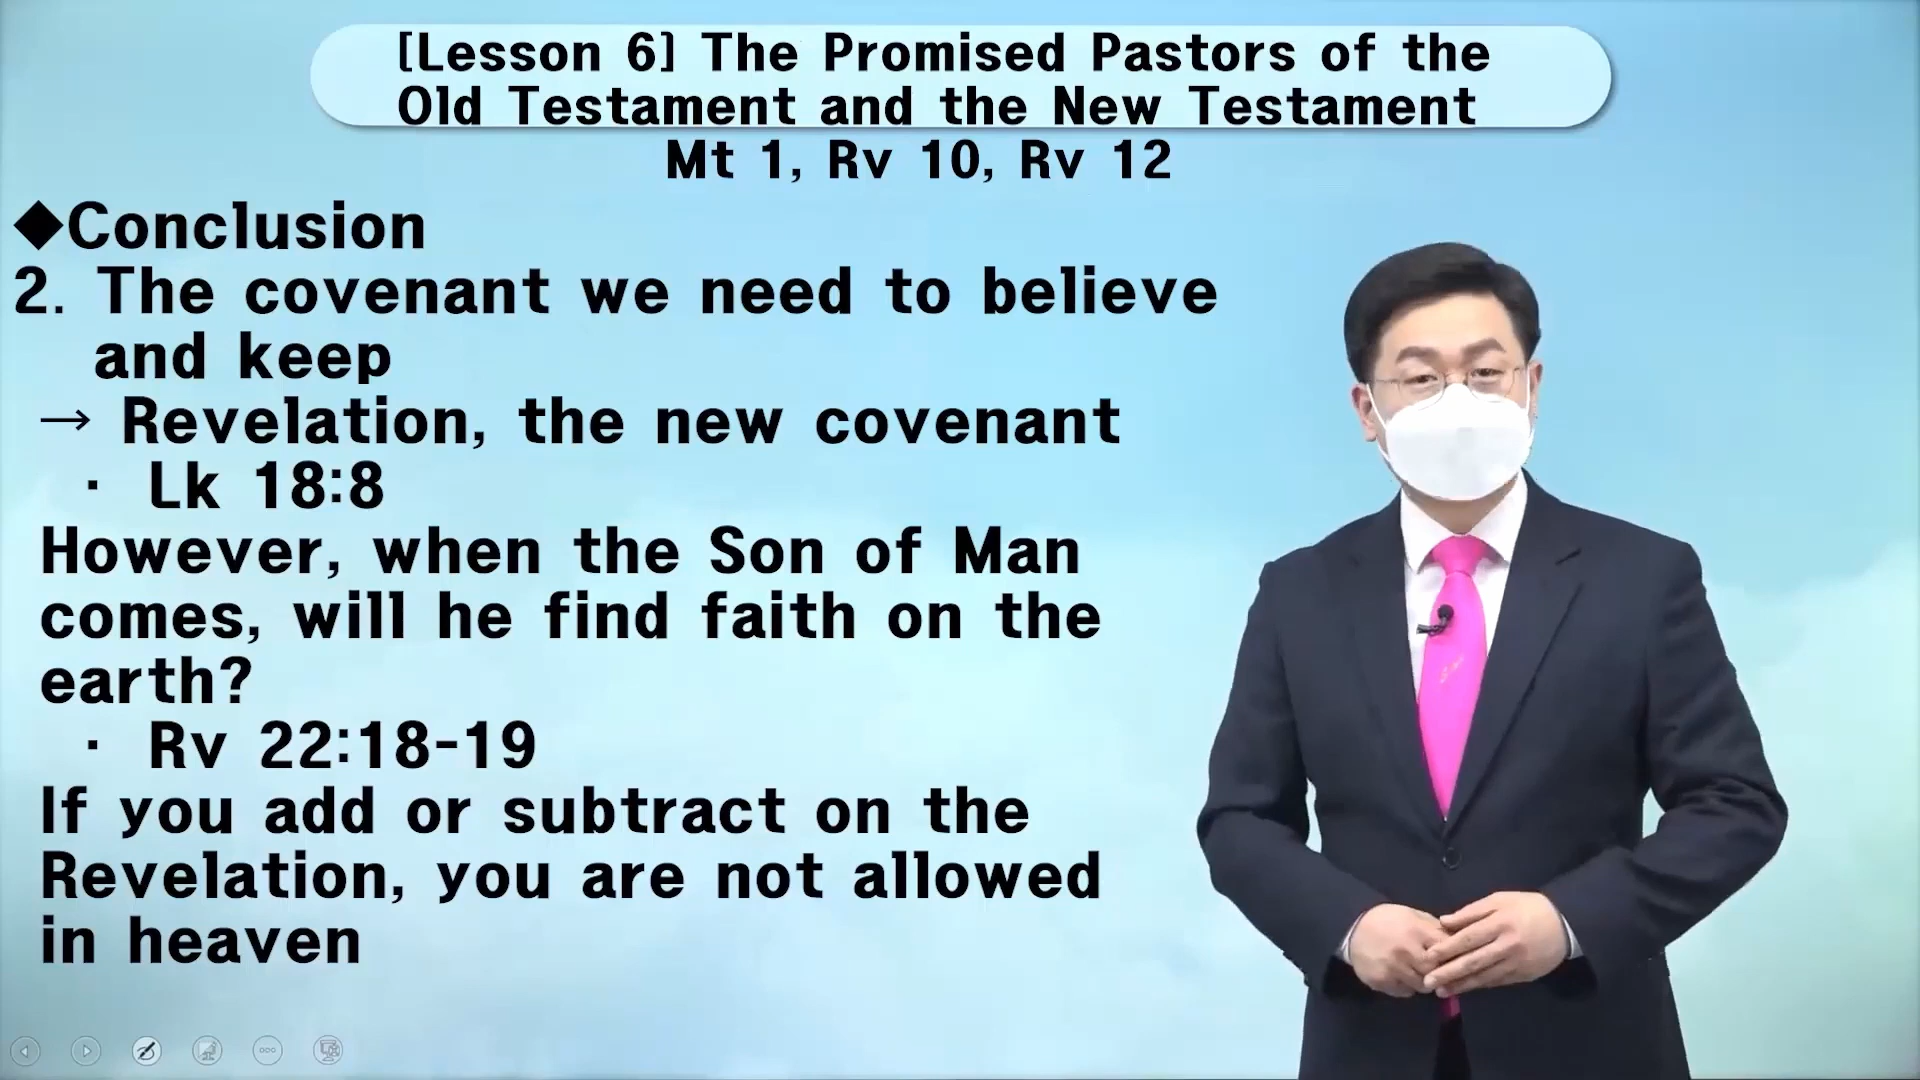 [Lesson 6] The Promised Pastors of the
Old Testament and the New Testament
Mt 1, Rv 10, Rv 12
◆Conclusion
2. The covenant we need to believe
and keep
→ Revelation, the new covenant
· Lk 18:8
However, when the Son of Man
comes, will he find faith on the
earth?
· Rv 22:18-19
If you add or subtract on the
Revelation, you are not allowed
in heaven